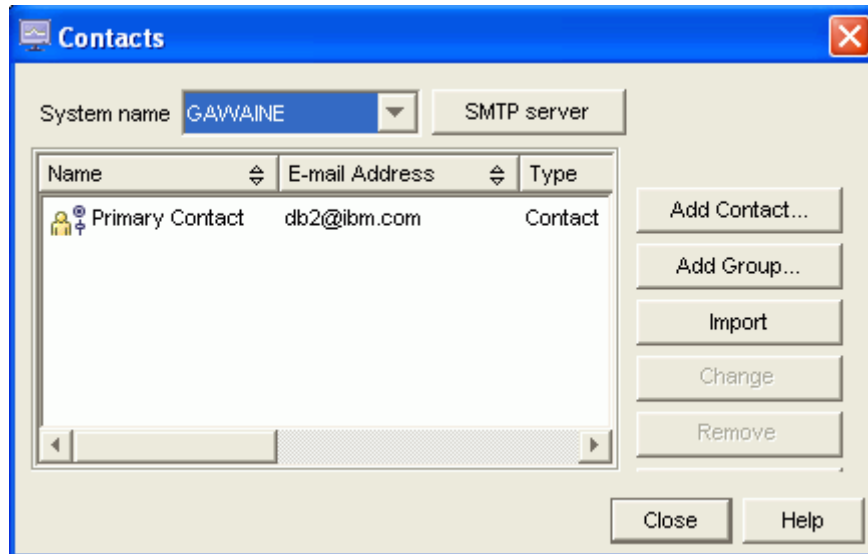 Contacts
System name GAWAINE SMTP server
Name E-mail Address Type
Primary Contact db2@ibm.com Contact
Add Contact...
Add Group...
Import
Change
Remove
Close Help